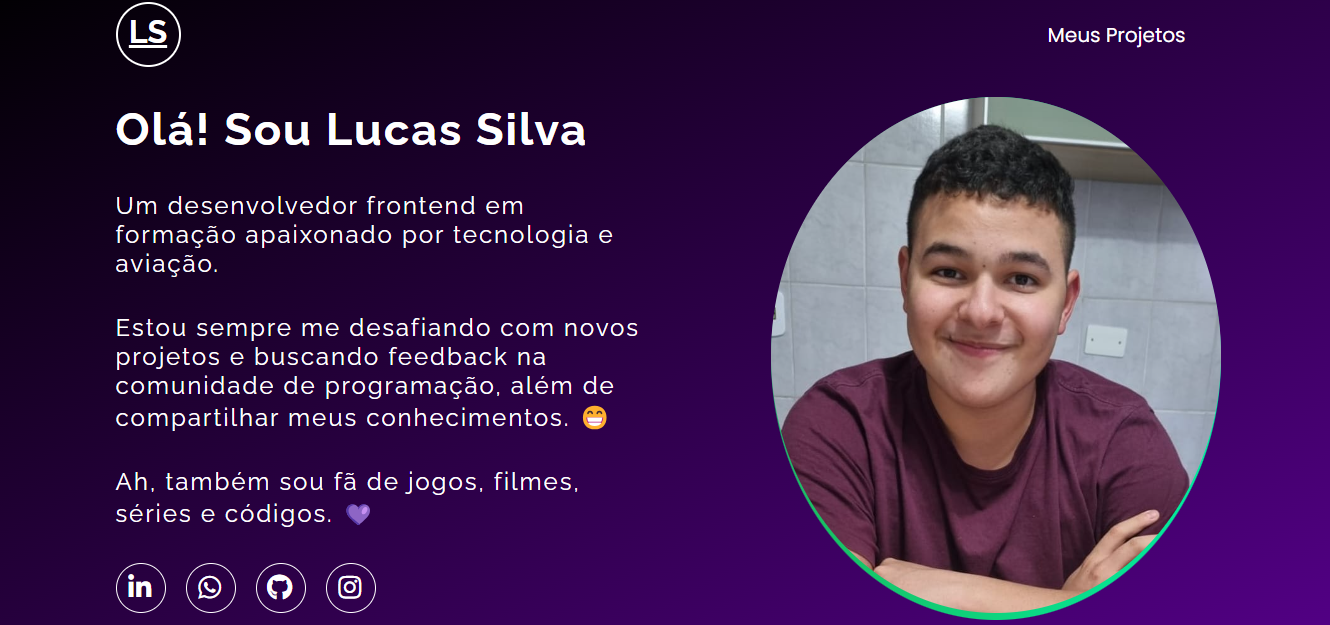 LS
Meus Projetos
Olá! Sou Lucas Silva
Um desenvolvedor frontend em
formação apaixonado por tecnologia e
aviação.
Estou sempre me desafiando com novos
projetos e buscando feedback na
comunidade de programação, além de
compartilhar meus conhecimentos. 😁
Ah, também sou fã de jogos, filmes,
séries e códigos. 💜
in